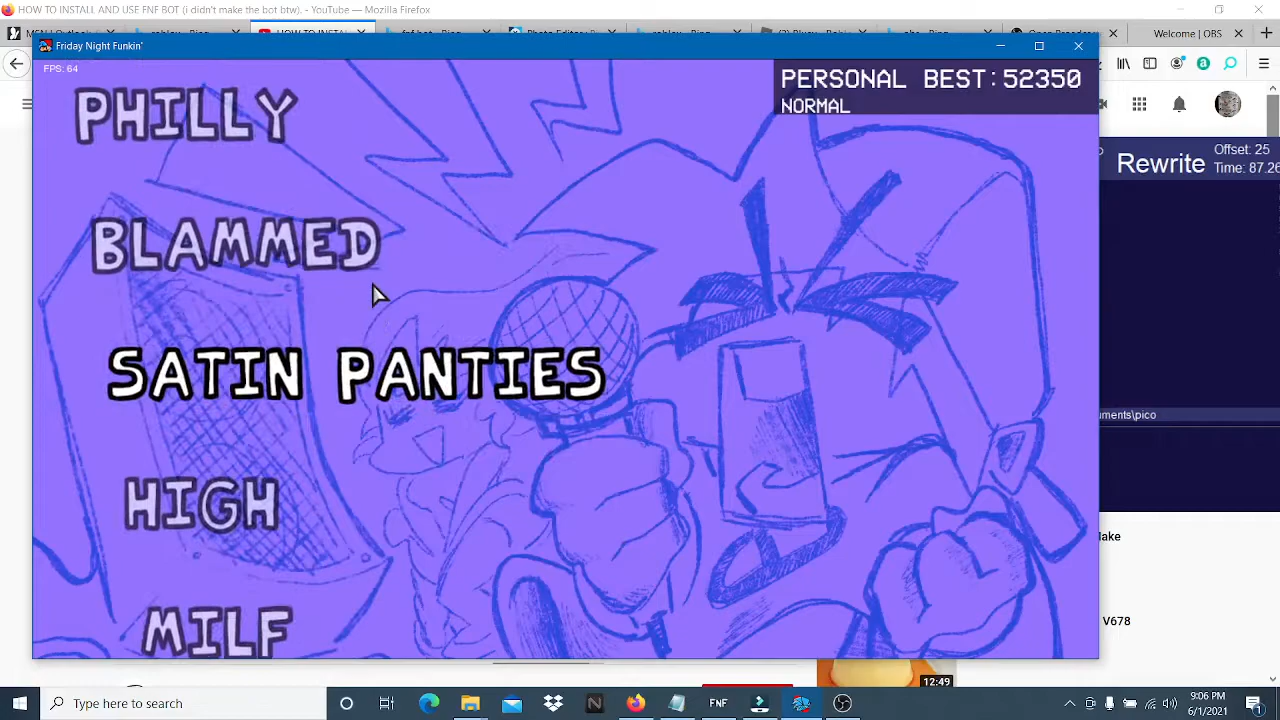 HOW TO INSTALL AND USE FNF BOT (i didn't make the bot btw). - YouTube — Mozilla Firefox
Welcome | OS
Friday Night Funkin'
FPS: 64
PERSONAL BEST:52350
NORMAL
PHILLY
BLAMMED
SATIN PANTIES
HIGH
MILF
Rewrite
Offset: 25
Time: 87.26
uments\pico
lake
V678
12:49
Type here to search
N
FNF
9:06 PM
6/7/2021